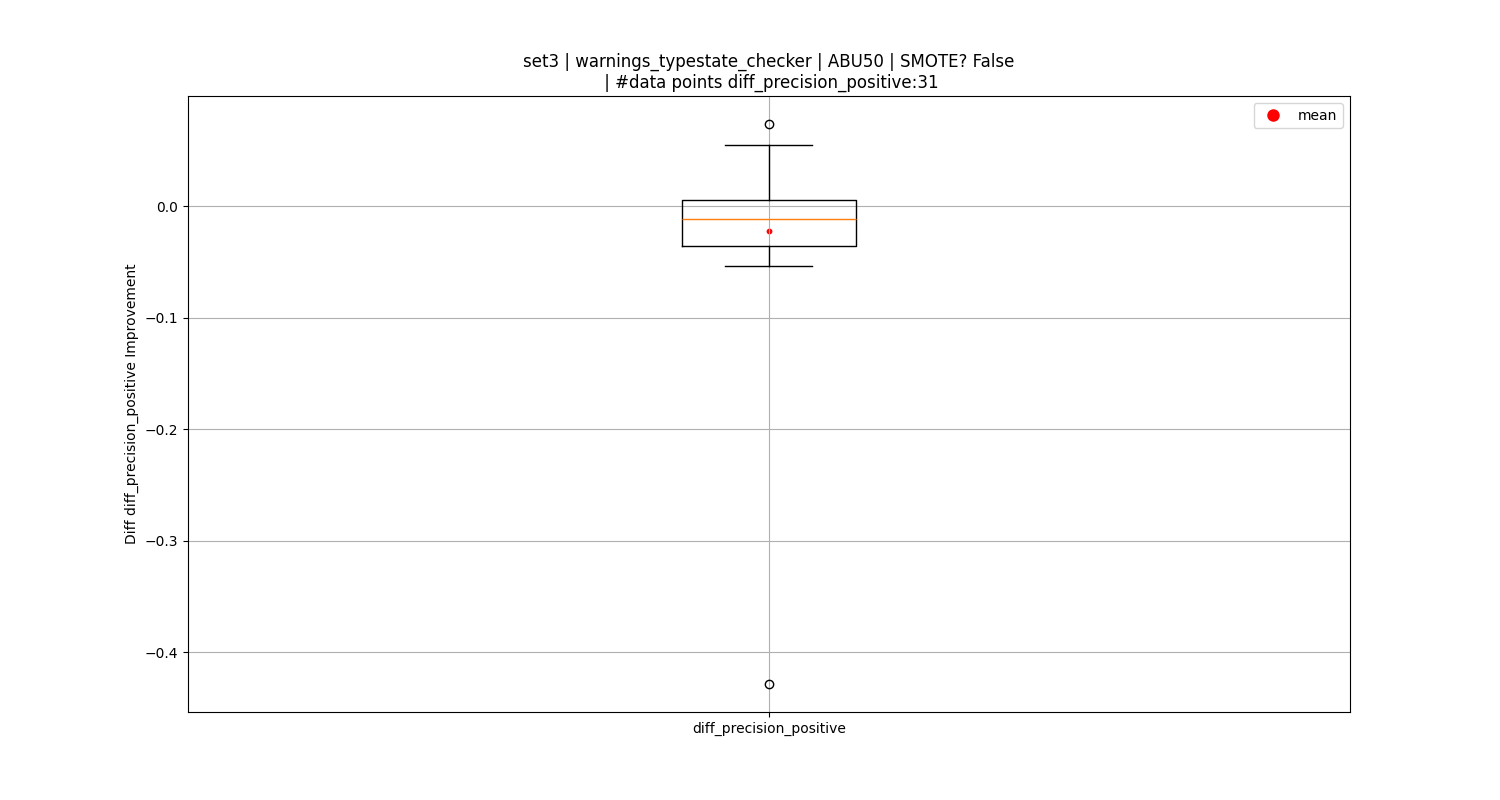 set3 | warnings_typestate_checker | ABU50 | SMOTE? False
| #data points diff_precision_positive:31
mean
0.0
−0.1
−0.2
−0.3
−0.4
Diff diff_precision_positive Improvement
diff_precision_positive